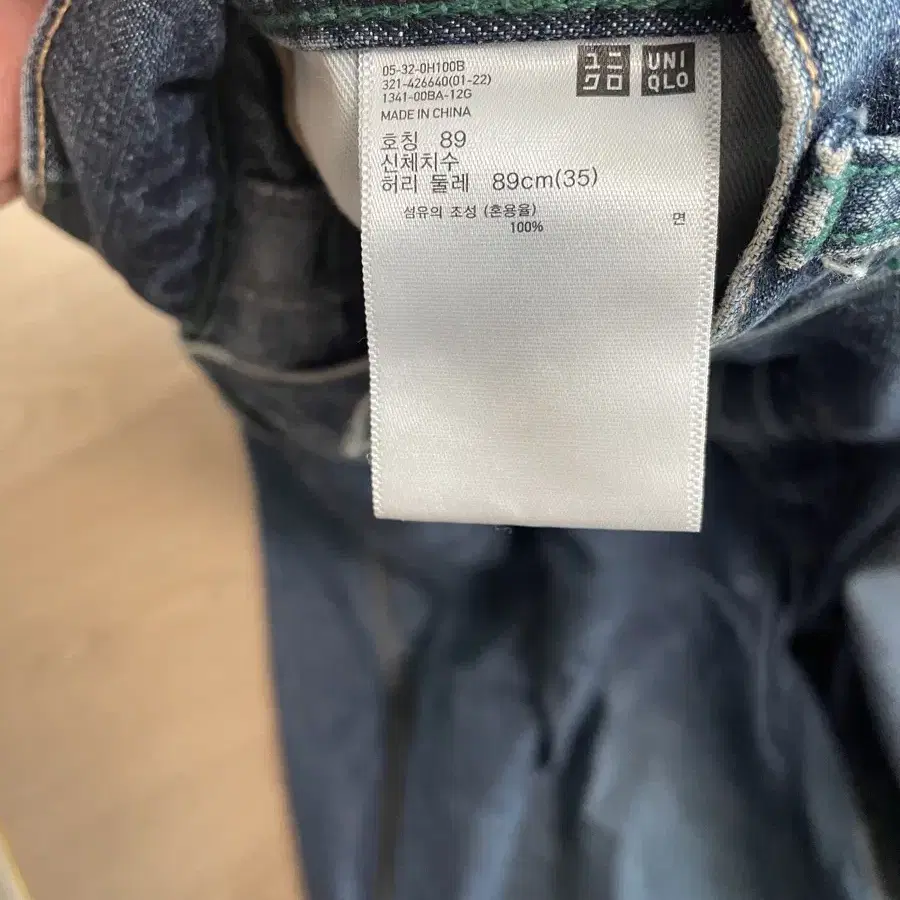 05-32-0H100B
321-426640(01-22)
1341-00BA-12G
MADE IN CHINA
ユニクロ
UNIQLO
호칭 89
신체치수
허리 둘레 89cm(35)
섬유의 조성 (혼용율)
면 100%